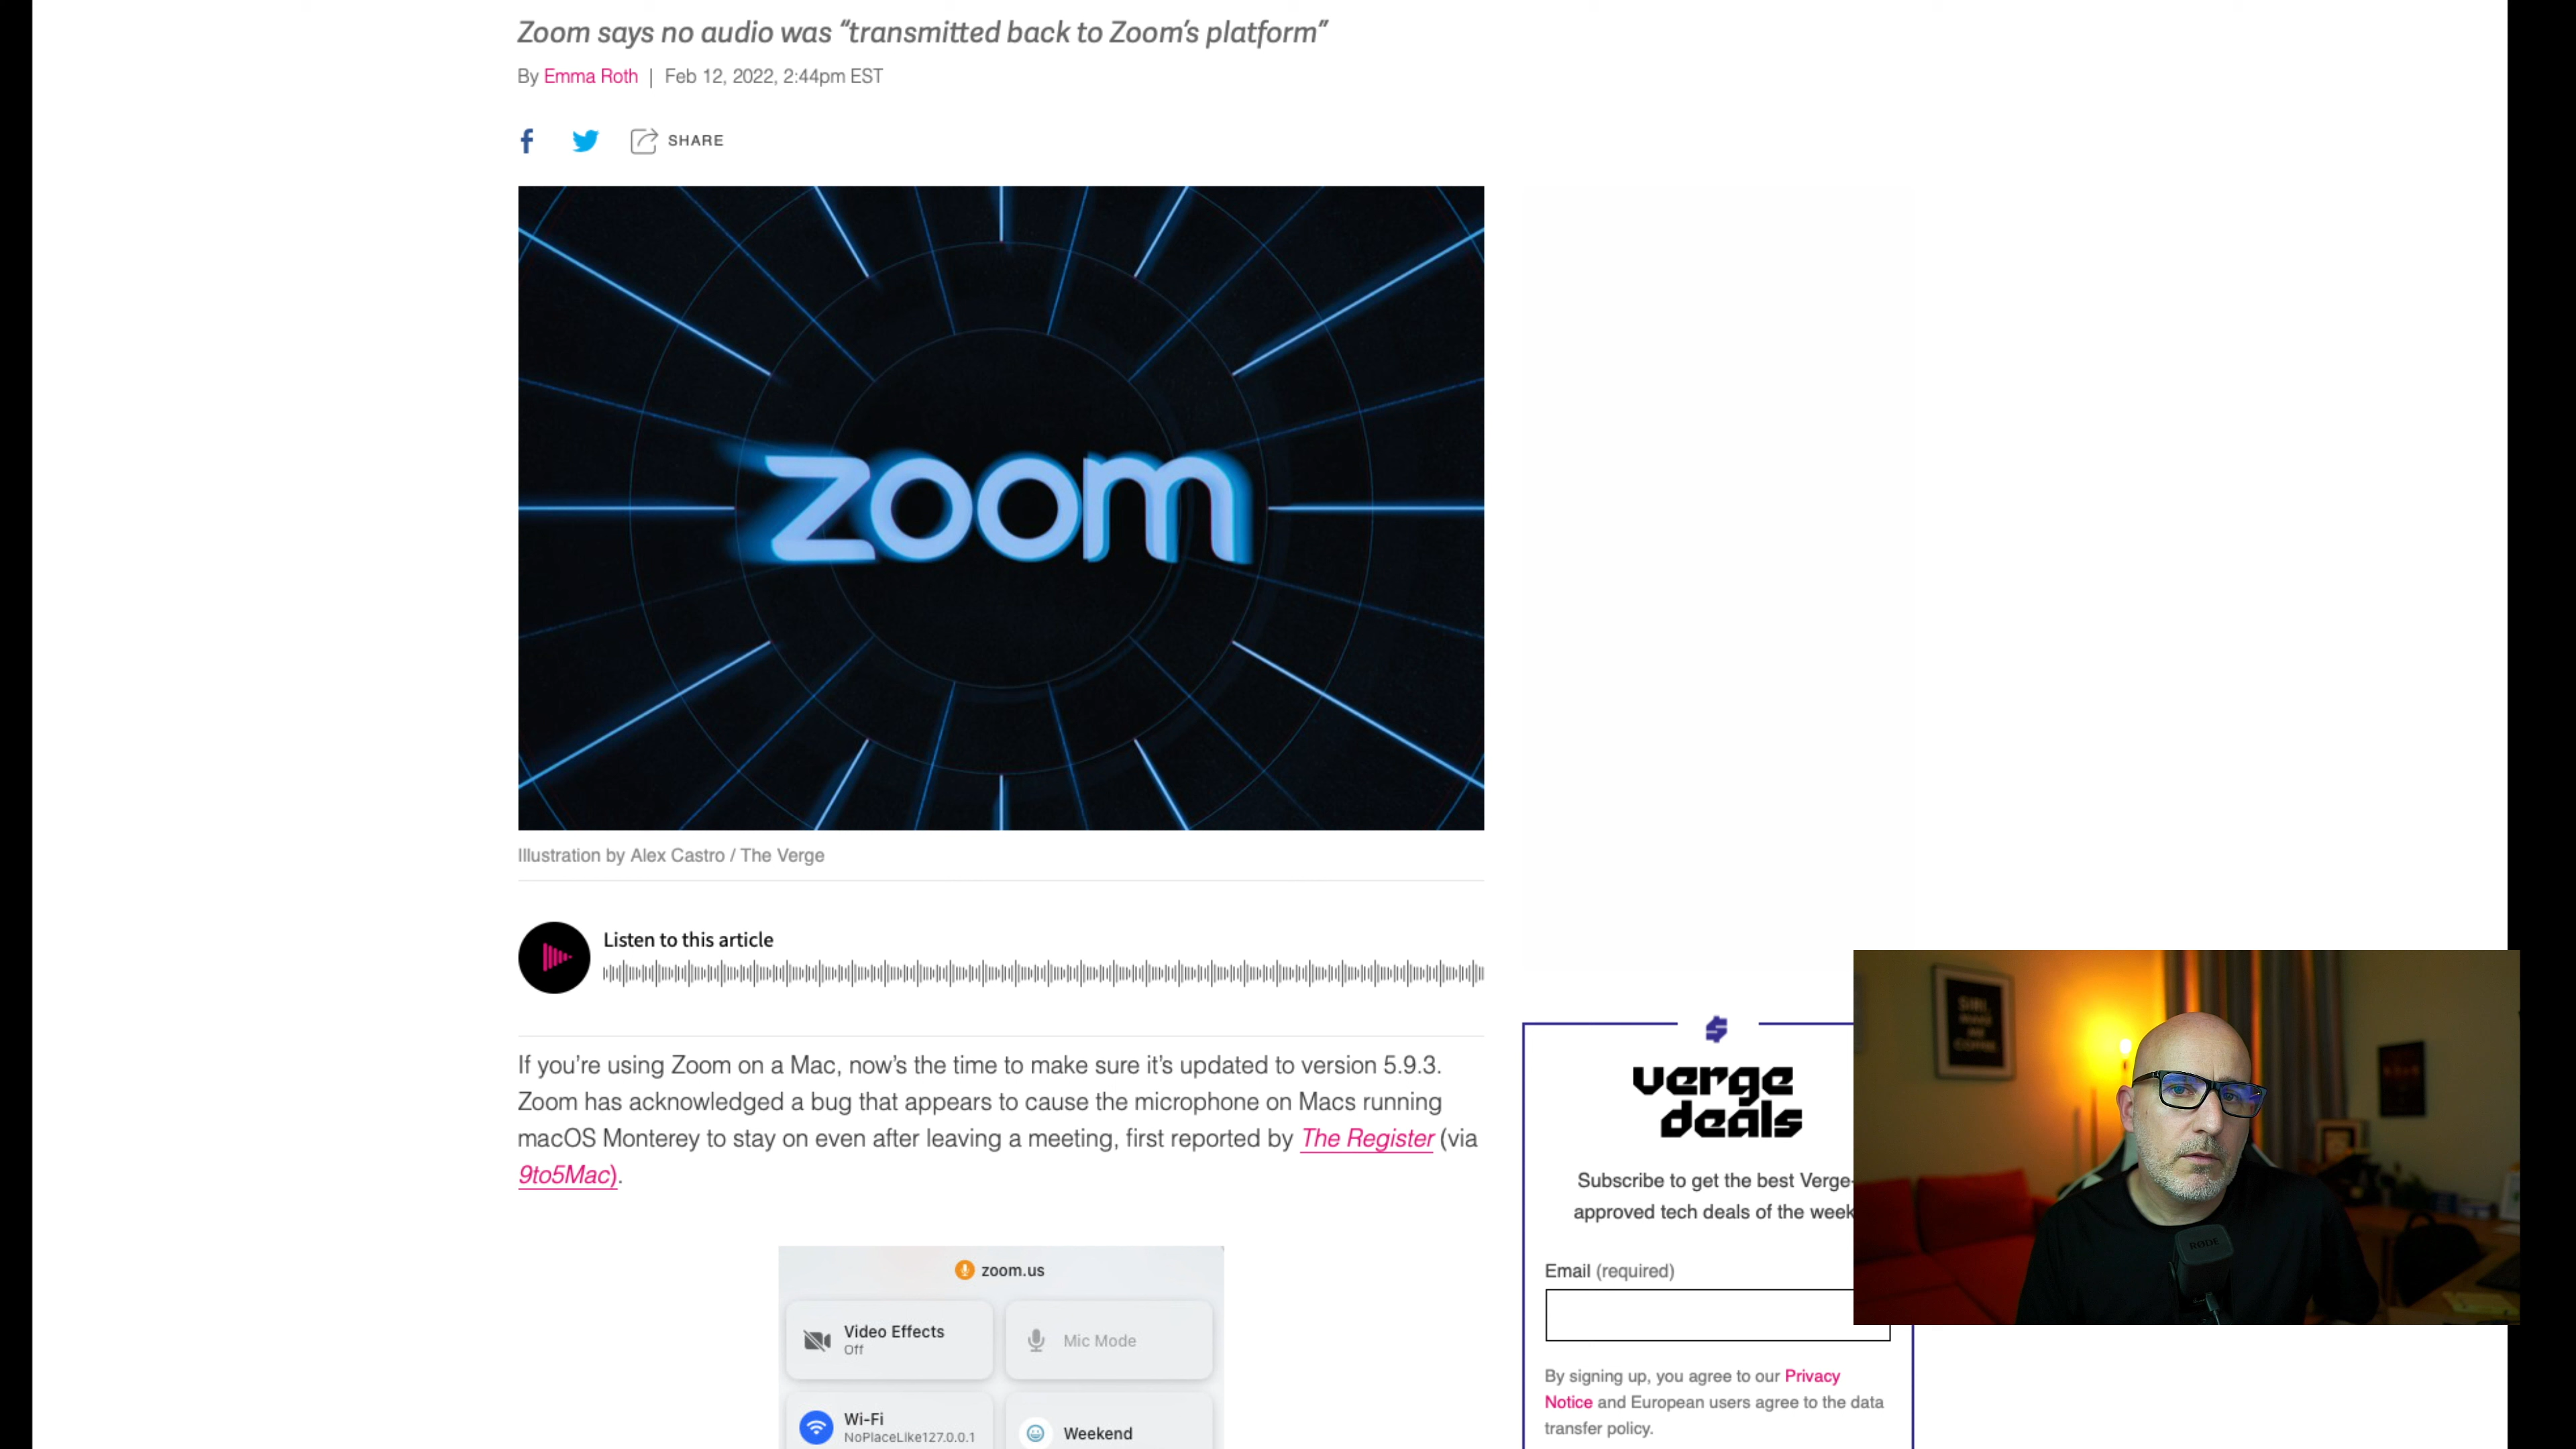 Zoom says no audio was “transmitted back to Zoom’s platform”
By Emma Roth | Feb 12, 2022, 2:44pm EST
SHARE
zoom
Illustration by Alex Castro / The Verge
Listen to this article
If you’re using Zoom on a Mac, now’s the time to make sure it’s updated to version 5.9.3.
Zoom has acknowledged a bug that appears to cause the microphone on Macs running
macOS Monterey to stay on even after leaving a meeting, first reported by The Register (via
9to5Mac).
zoom.us
Video Effects
Off
Mic Mode
Wi-Fi
NoPlaceLike127.0.0.1
Weekend
verge
deals
Subscribe to get the best Verge-
approved tech deals of the week
Email (required)
By signing up, you agree to our Privacy
Notice and European users agree to the data
transfer policy.
SIRI,
COFFEE.
RØDE